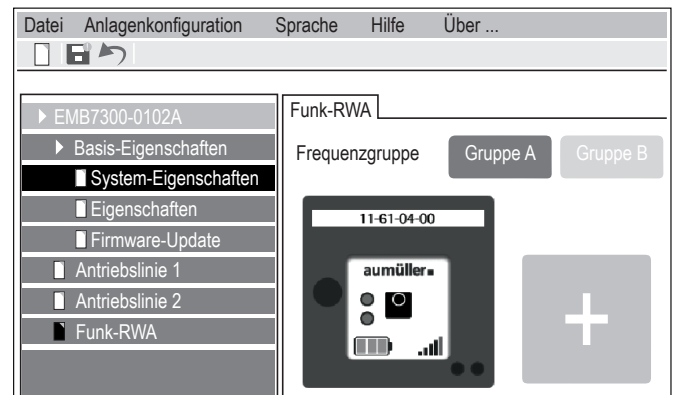 Datei Anlagenkonfiguration Sprache Hilfe Über ...
EMB7300-0102A
Basis-Eigenschaften
System-Eigenschaften
Eigenschaften
Firmware-Update
Antriebslinie 1
Antriebslinie 2
Funk-RWA
Funk-RWA
Frequenzgruppe Gruppe A Gruppe B
11-61-04-00
aumüller